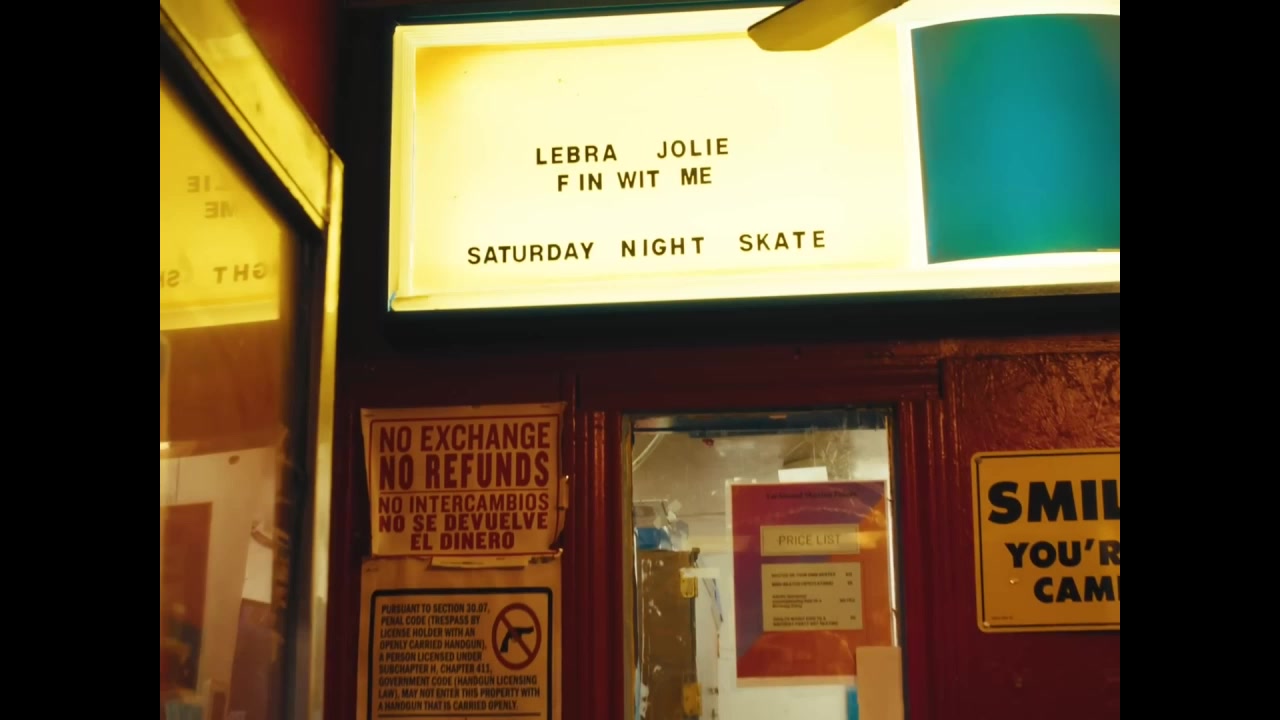 LEBRA JOLIE
F IN WIT ME
SATURDAY NIGHT SKATE
NO EXCHANGE
NO REFUNDS
NO INTERCAMBIOS
NO SE DEVUELVE
EL DINERO
PURSUANT TO SECTION 30.07,
PENAL CODE (TRESPASS BY
LICENSE HOLDER WITH AN
OPENLY CARRIED HANDGUN),
A PERSON LICENSED UNDER
SUBCHAPTER H, CHAPTER 411,
GOVERNMENT CODE (HANDGUN LICENSING
LAW), MAY NOT ENTER THIS PROPERTY WITH
A HANDGUN THAT IS CARRIED OPENLY.
PRICE LIST
SMIL
YOU'R
CAM